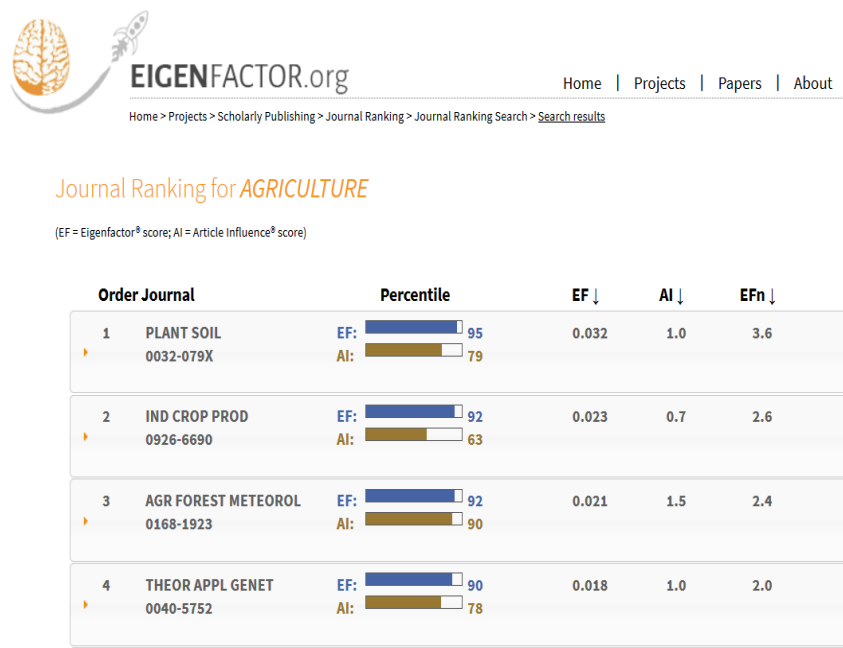 EIGENFACTOR.org
Home | Projects | Papers | About
Home > Projects > Scholarly Publishing > Journal Ranking > Journal Ranking Search > Search results
Journal Ranking for AGRICULTURE
(EF = Eigenfactor® score; AI = Article Influence® score)
Order Journal Percentile EF ↓ AI ↓ EFn ↓
1 PLANT SOIL EF: 95 0.032 1.0 3.6
0032-079X AI: 79
2 IND CROP PROD EF: 92 0.023 0.7 2.6
0926-6690 AI: 63
3 AGR FOREST METEOROL EF: 92 0.021 1.5 2.4
0168-1923 AI: 90
4 THEOR APPL GENET EF: 90 0.018 1.0 2.0
0040-5752 AI: 78